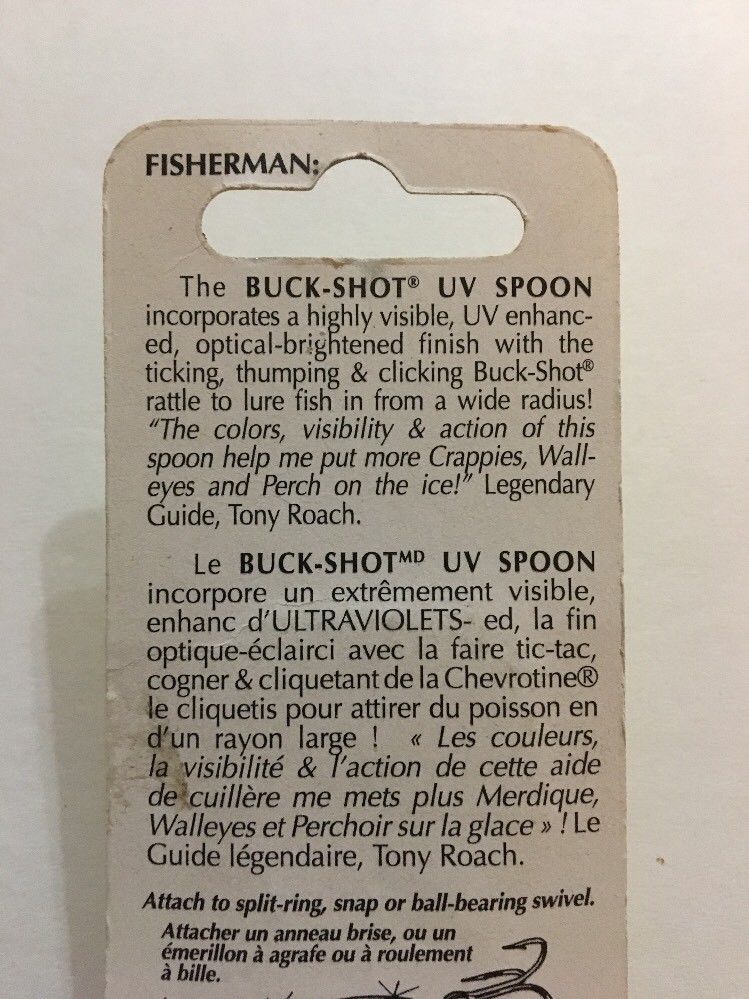 FISHERMAN:
The BUCK-SHOT® UV SPOON
incorporates a highly visible, UV enhanc-
ed, optical-brightened finish with the
ticking, thumping & clicking Buck-Shot®
rattle to lure fish in from a wide radius!
"The colors, visibility & action of this
spoon help me put more Crappies, Wall-
eyes and Perch on the ice!" Legendary
Guide, Tony Roach.
Le BUCK-SHOTᴹᴰ UV SPOON
incorpore un extrêmement visible,
enhanc d'ULTRAVIOLETS- ed, la fin
optique-éclairci avec la faire tic-tac,
cogner & cliquetant de la Chevrotine®
le cliquetis pour attirer du poisson en
d'un rayon large ! « Les couleurs,
la visibilité & l'action de cette aide
de cuillère me mets plus Merdique,
Walleyes et Perchoir sur la glace » ! Le
Guide légendaire, Tony Roach.
Attach to split-ring, snap or ball-bearing swivel.
Attacher un anneau brise, ou un
émerillon à agrafe ou à roulement
à bille.